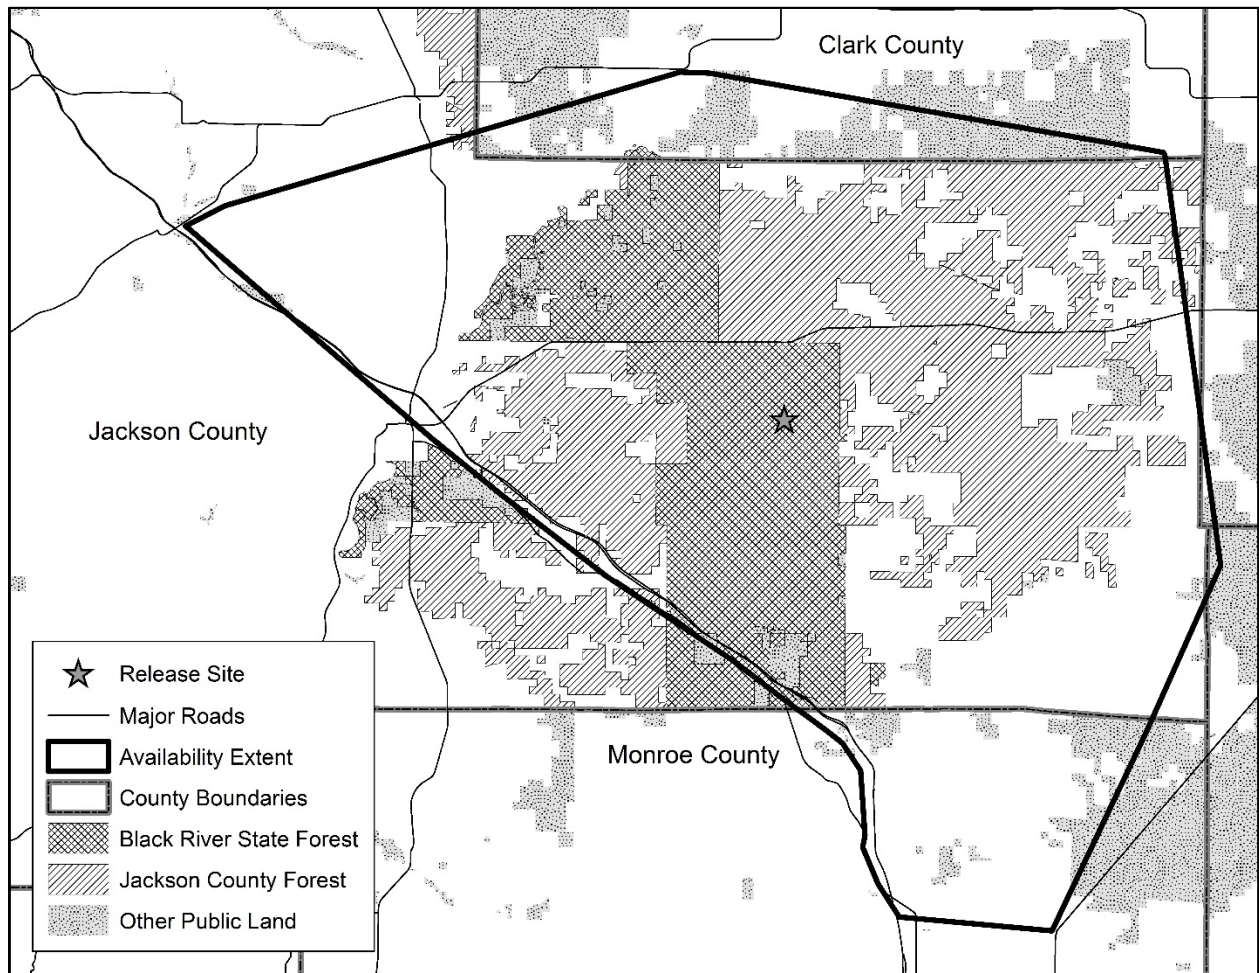 Clark County
Jackson County
Monroe County
Release Site
Major Roads
Availability Extent
County Boundaries
Black River State Forest
Jackson County Forest
Other Public Land